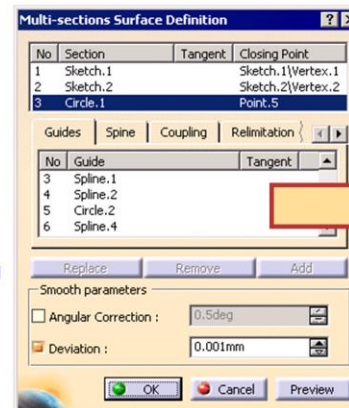 Multi-sections Surface Definition
No Section Tangent Closing Point
1 Sketch.1 Sketch.1\Vertex.1
2 Sketch.2 Sketch.2\Vertex.2
3 Circle.1 Point.5
Guides Spine Coupling Relimitation
No Guide Tangent
3 Spline.1
4 Spline.2
5 Circle.2
6 Spline.4
Replace Remove Add
Smooth parameters
Angular Correction : 0.5deg
Deviation : 0.001mm
OK Cancel Preview